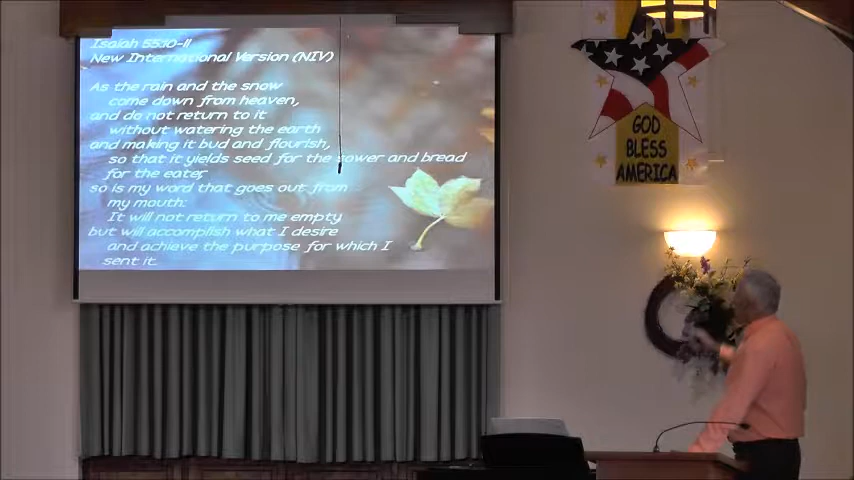 Isaiah 55:10-11
New International Version (NIV)
As the rain and the snow
come down from heaven,
and do not return to it
without watering the earth
and making it bud and flourish,
so that it yields seed for the sower and bread
for the eater,
so is my word that goes out from
my mouth:
It will not return to me empty
but will accomplish what I desire
and achieve the purpose for which I
sent it.
GOD
BLESS
AMERICA